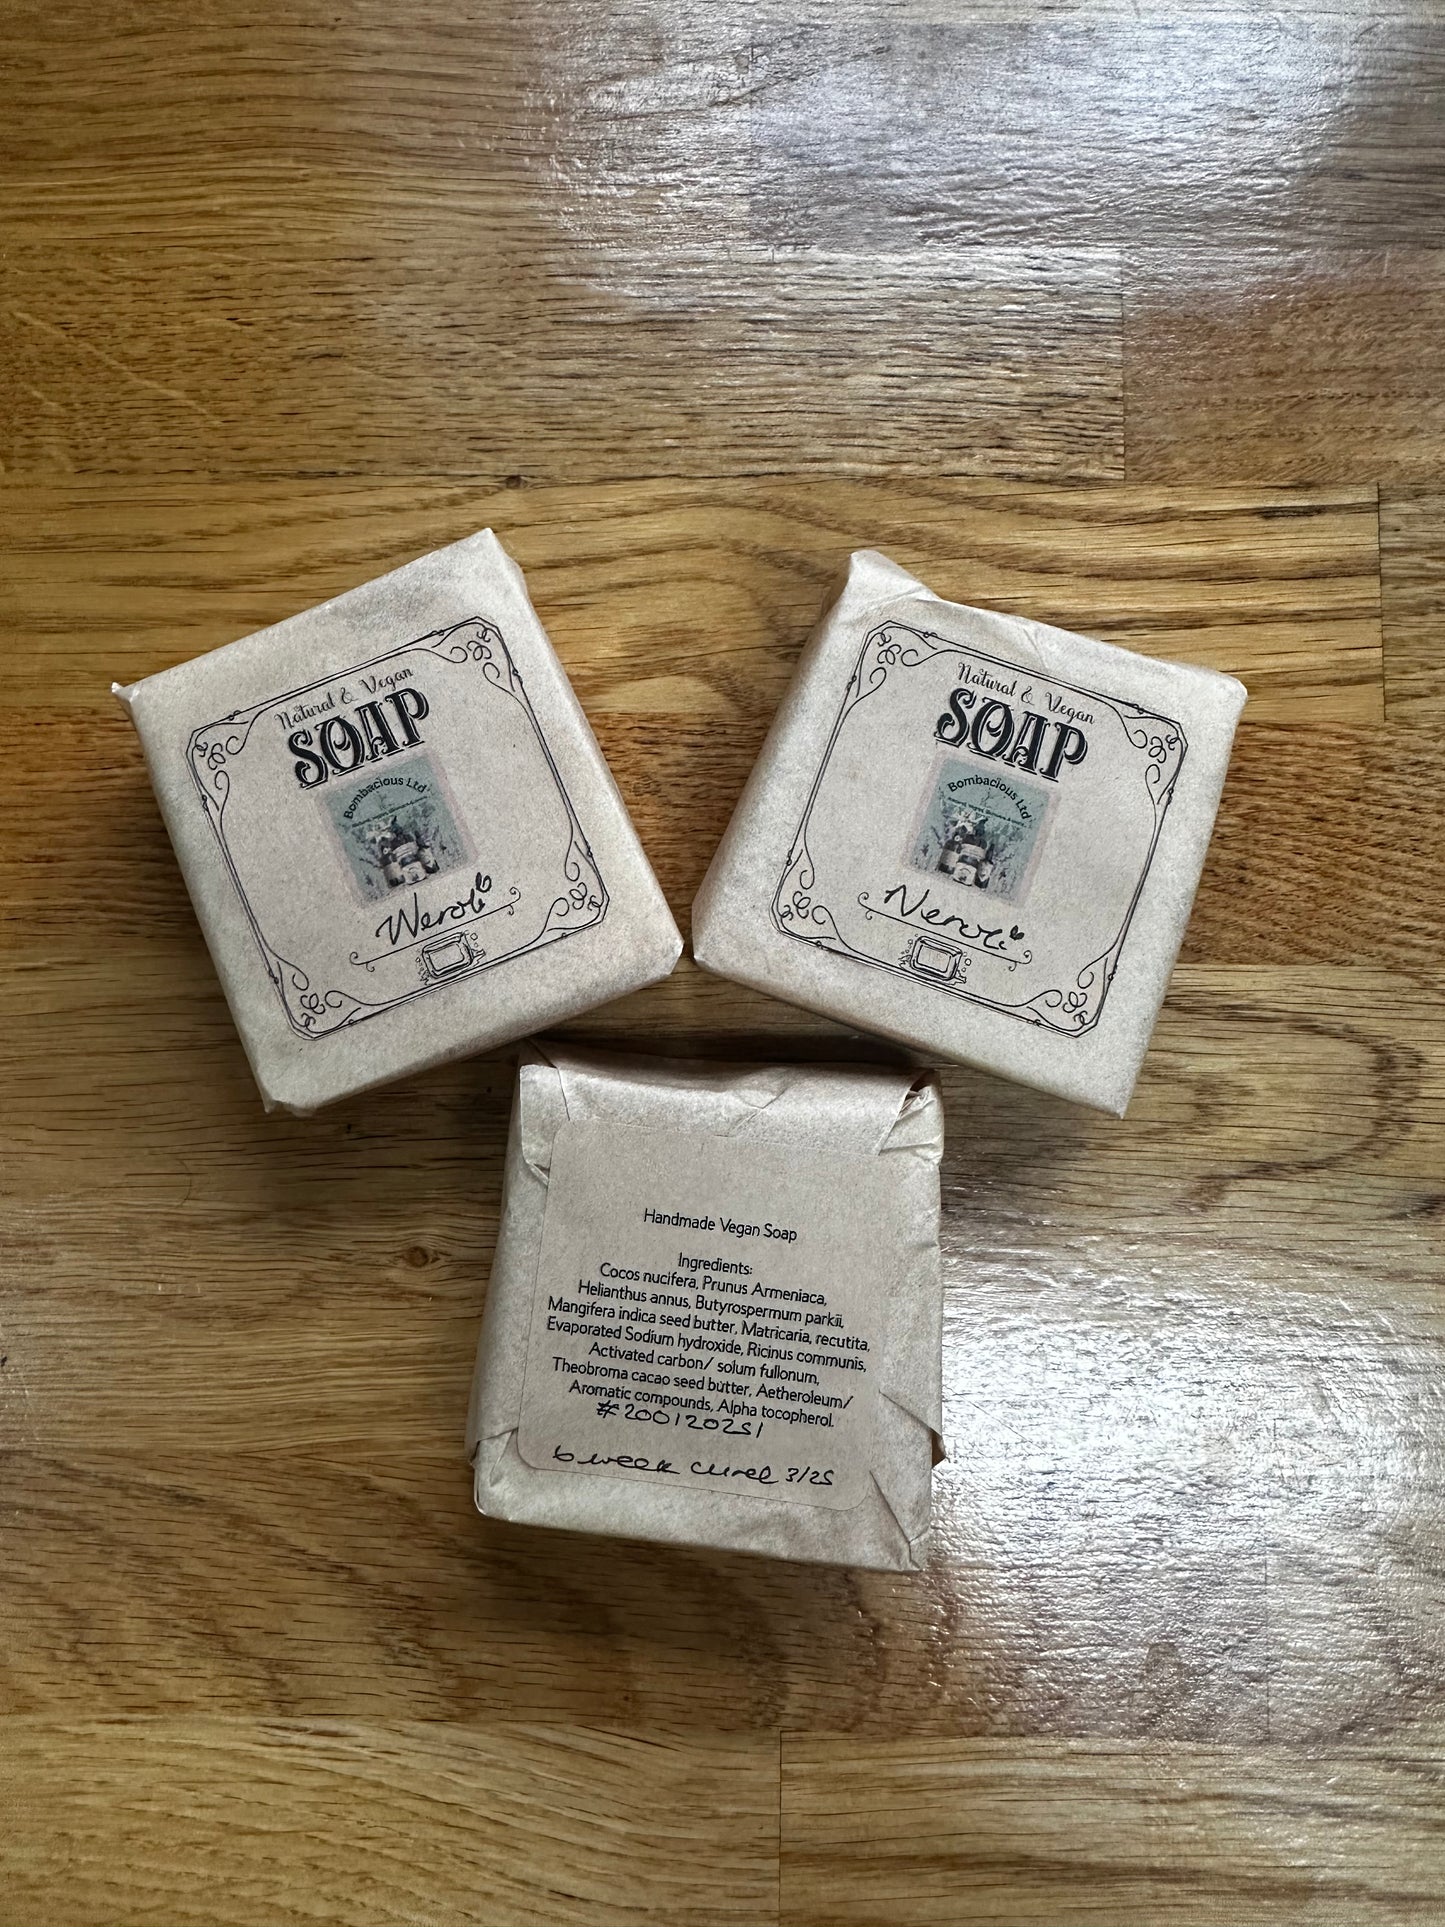 Natural & Vegan
SOAP
Bombacious Ltd
Neroli
Natural & Vegan
SOAP
Bombacious Ltd
Neroli
Handmade Vegan Soap
Ingredients:
Cocos nucifera, Prunus Armeniaca,
Helianthus annus, Butyrospermum parkii,
Mangifera indica seed butter, Matricaria, recutita,
Evaporated Sodium hydroxide, Ricinus communis,
Activated carbon/ solum fullonum,
Theobroma cacao seed butter, Aetheroleum/
Aromatic compounds, Alpha tocopherol.
#200120251
6 week cured 3/25